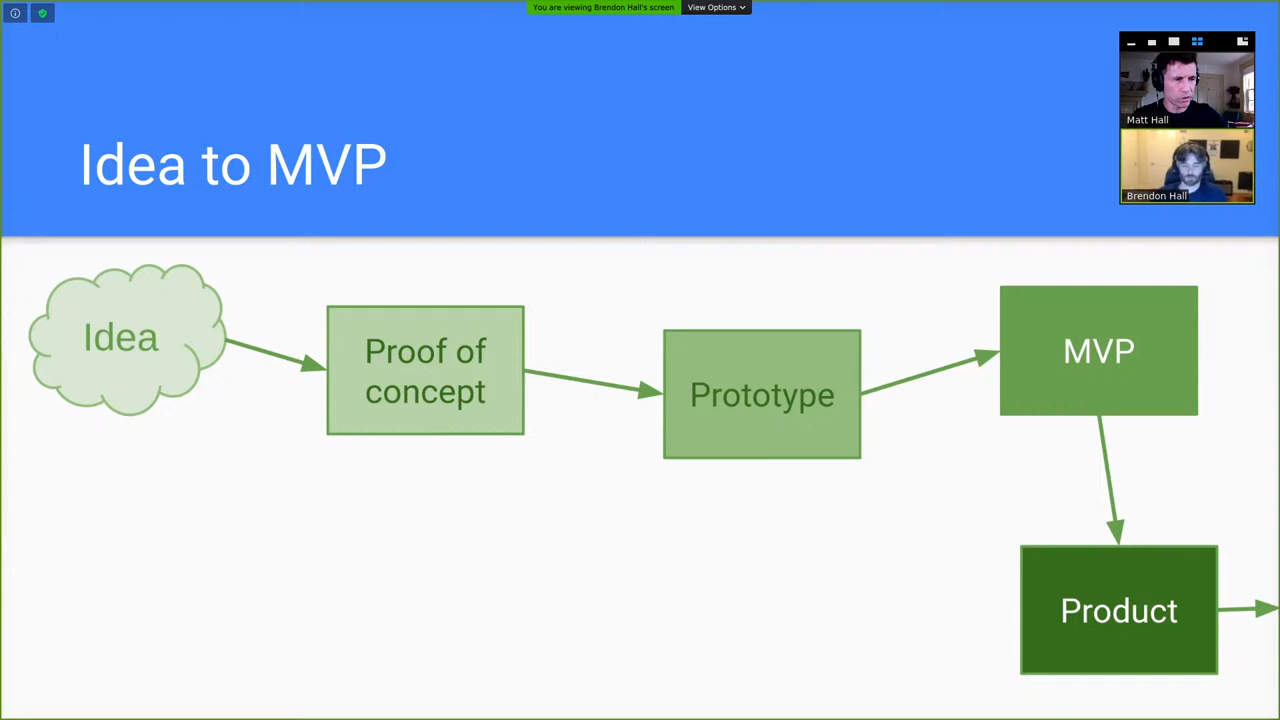 You are viewing Brendon Hall's screen
View Options
Matt Hall
Idea to MVP
Brendon Hall
Idea
Proof of
concept
Prototype
MVP
Product